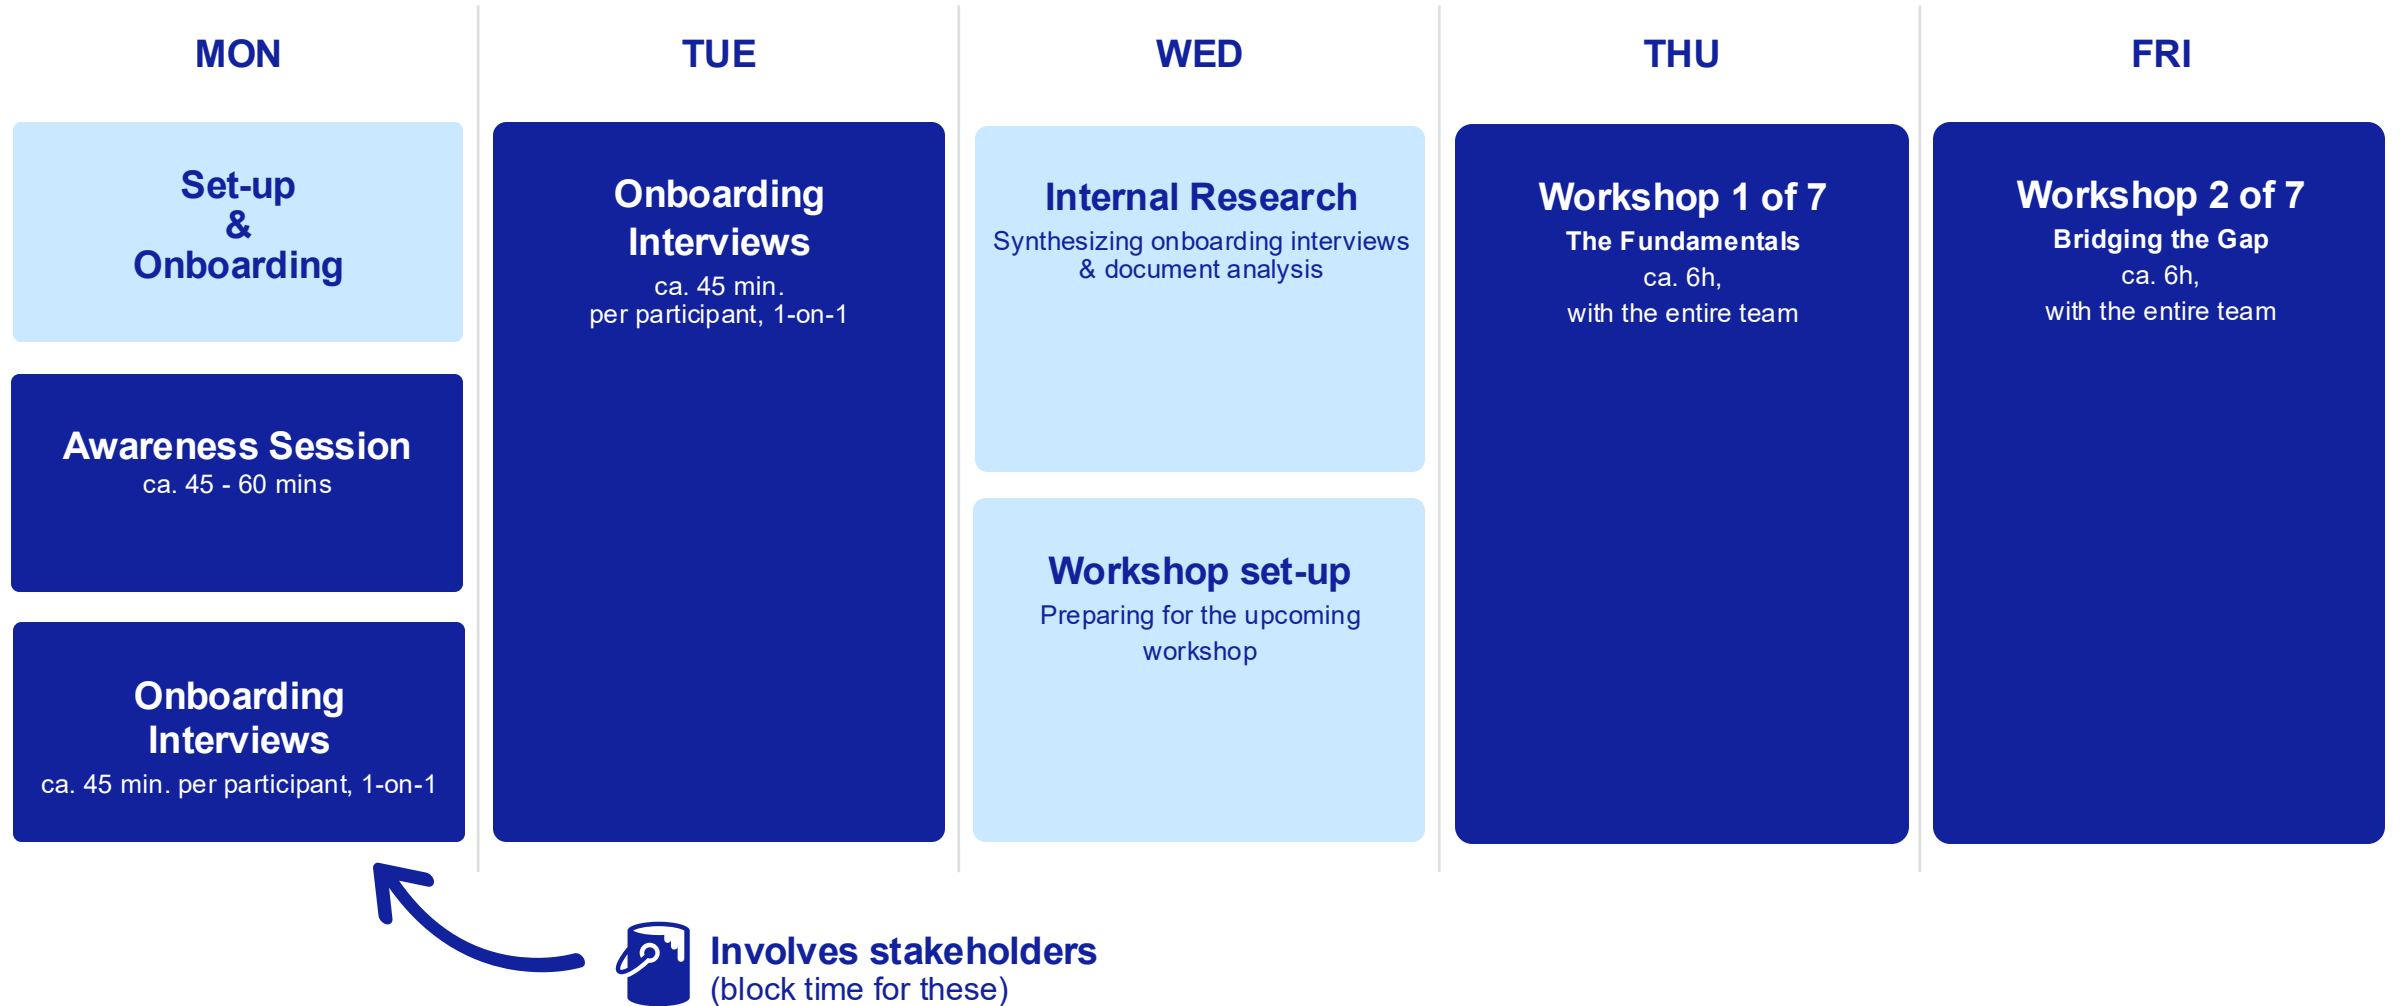 MON
Set-up
&
Onboarding
Awareness Session
ca. 45 - 60 mins
Onboarding
Interviews
ca. 45 min. per participant, 1-on-1
TUE
Onboarding
Interviews
ca. 45 min.
per participant, 1-on-1
WED
Internal Research
Synthesizing onboarding interviews
& document analysis
Workshop set-up
Preparing for the upcoming
workshop
THU
Workshop 1 of 7
The Fundamentals
ca. 6h,
with the entire team
FRI
Workshop 2 of 7
Bridging the Gap
ca. 6h,
with the entire team
Involves stakeholders
(block time for these)